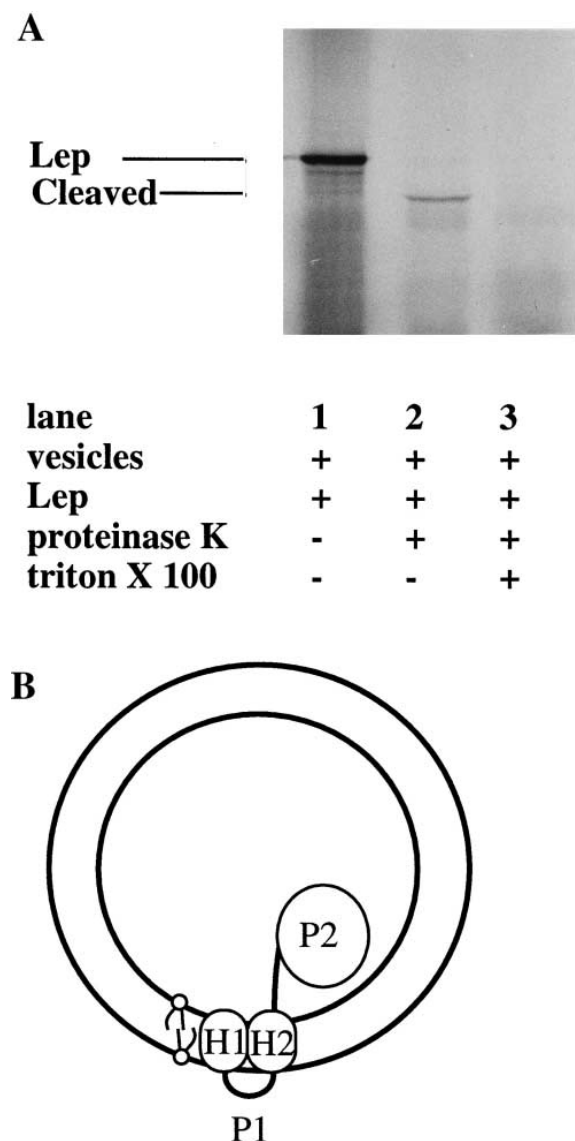 A
Lep
Cleaved
lane 1 2 3
vesicles + + +
Lep + + +
proteinase K - + +
triton X 100 - - +
B
P2
H1 H2
P1